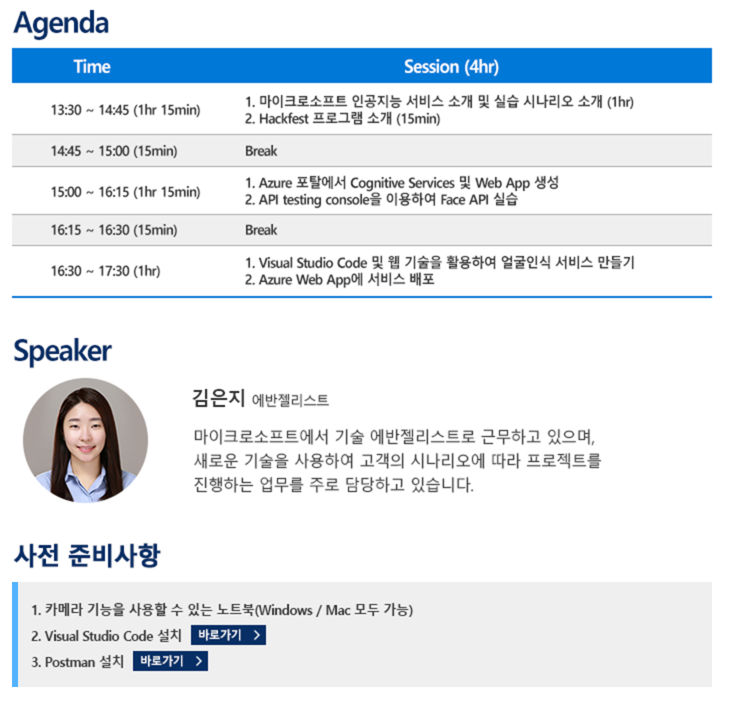 Agenda
Time Session (4hr)
13:30 ~ 14:45 (1hr 15min) 1. 마이크로소프트 인공지능 서비스 소개 및 실습 시나리오 소개 (1hr)
2. Hackfest 프로그램 소개 (15min)
14:45 ~ 15:00 (15min) Break
15:00 ~ 16:15 (1hr 15min) 1. Azure 포탈에서 Cognitive Services 및 Web App 생성
2. API testing console을 이용하여 Face API 실습
16:15 ~ 16:30 (15min) Break
16:30 ~ 17:30 (1hr) 1. Visual Studio Code 및 웹 기술을 활용하여 얼굴인식 서비스 만들기
2. Azure Web App에 서비스 배포
Speaker
김은지 에반젤리스트
마이크로소프트에서 기술 에반젤리스트로 근무하고 있으며,
새로운 기술을 사용하여 고객의 시나리오에 따라 프로젝트를
진행하는 업무를 주로 담당하고 있습니다.
사전 준비사항
1. 카메라 기능을 사용할 수 있는 노트북(Windows / Mac 모두 가능)
2. Visual Studio Code 설치 바로가기 >
3. Postman 설치 바로가기 >